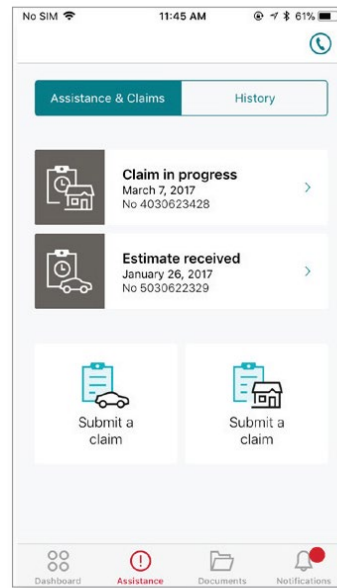 No SIM 11:45 AM 61%
Assistance & Claims History
Claim in progress
March 7, 2017
No 4030623428
Estimate received
January 26, 2017
No 5030622329
Submit a
claim
Submit a
claim
Dashboard Assistance Documents Notifications